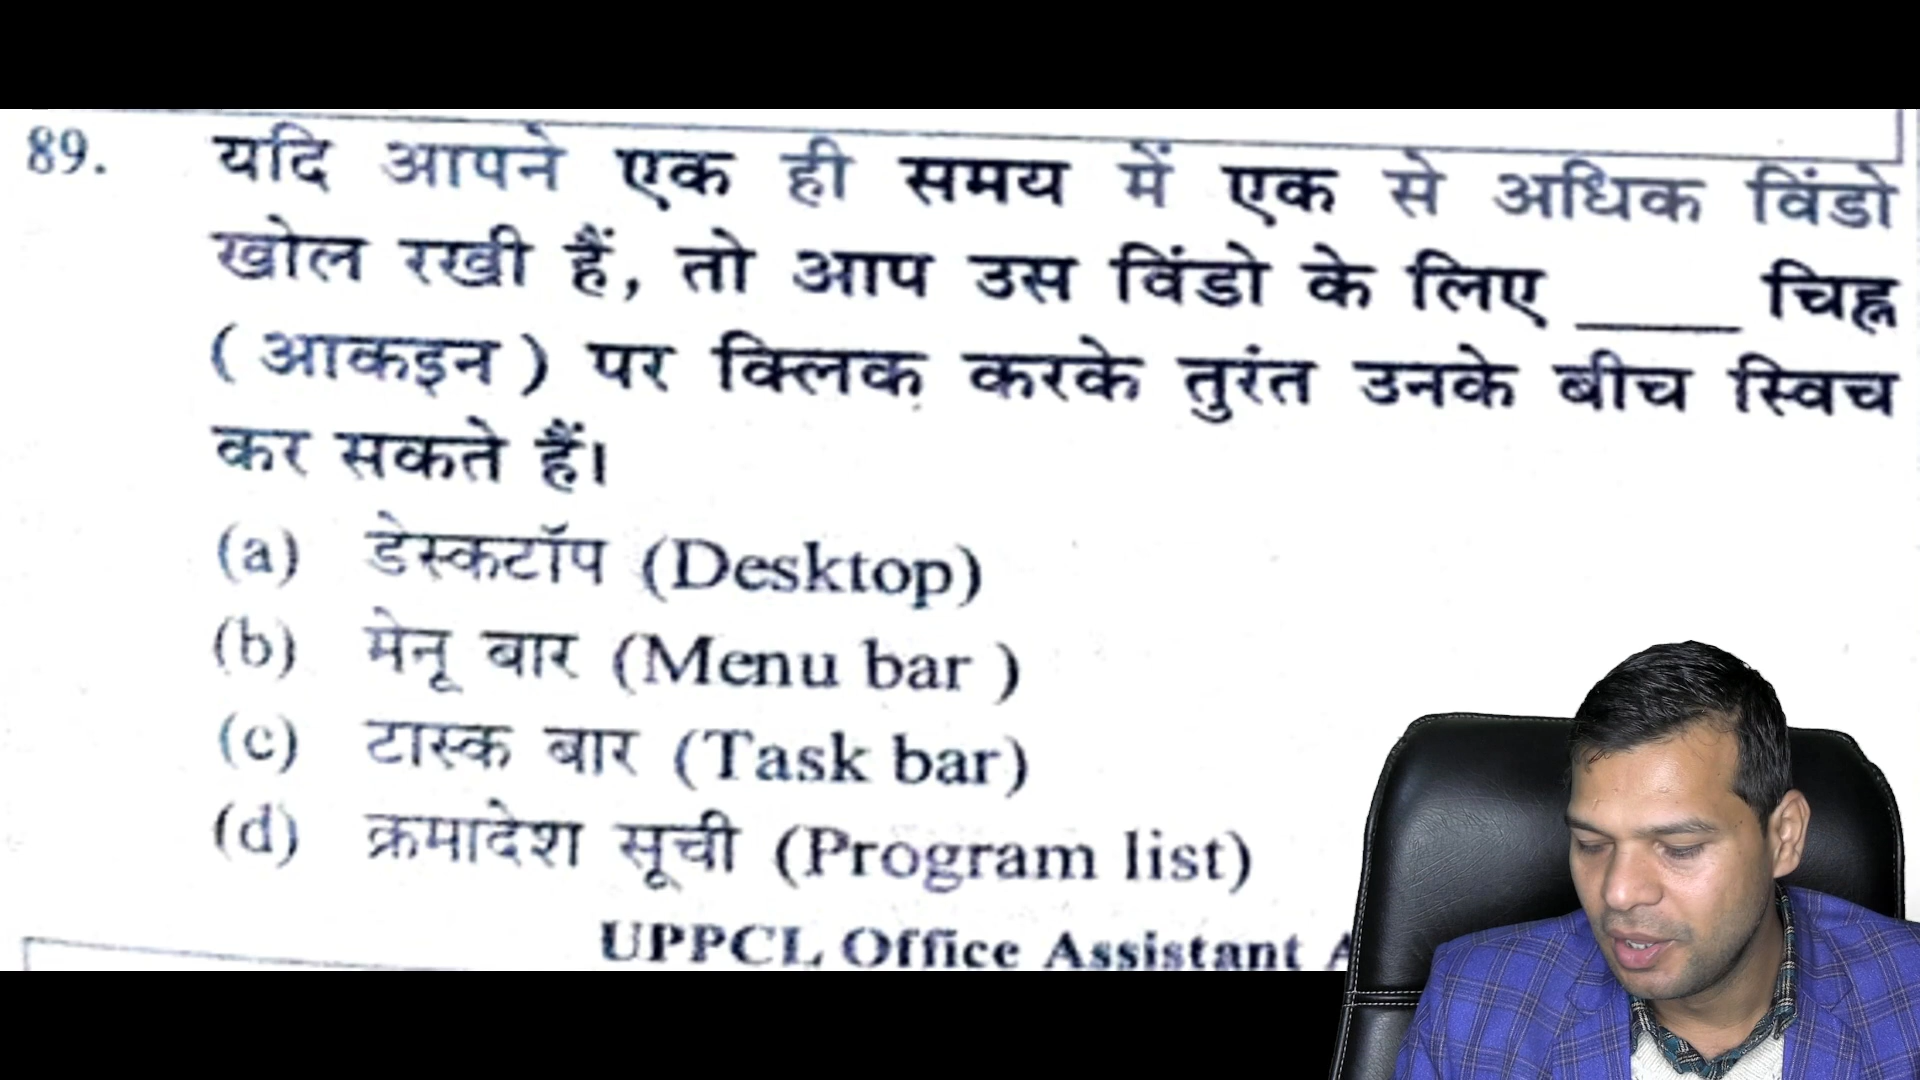 89. यदि आपने एक ही समय में एक से अधिक विंडो
खोल रखी हैं, तो आप उस विंडो के लिए ____ चिह्न
(आकइन) पर क्लिक करके तुरंत उनके बीच स्विच
कर सकते हैं।
(a) डेस्कटॉप (Desktop)
(b) मेनू बार (Menu bar )
(c) टास्क बार (Task bar)
(d) क्रमादेश सूची (Program list)
UPPCL Office Assistant